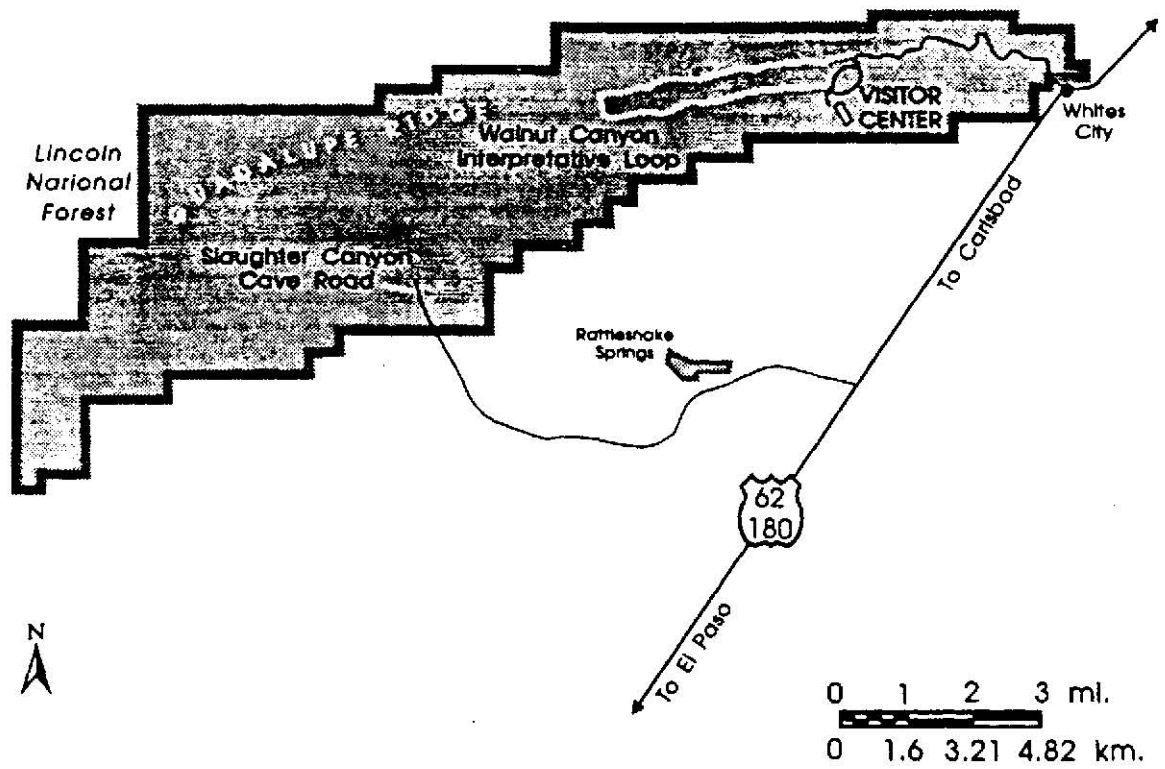 GUADALUPE RIDGE
Walnut Canyon
Interpretative Loop
VISITOR
CENTER
Whites
City
Lincoln
Narional
Forest
Slaughter Canyon
Cave Road
To Carlsbad
Rattlesnake
Springs
62
180
To El Paso
N
0 1 2 3 mi.
0 1.6 3.21 4.82 km.